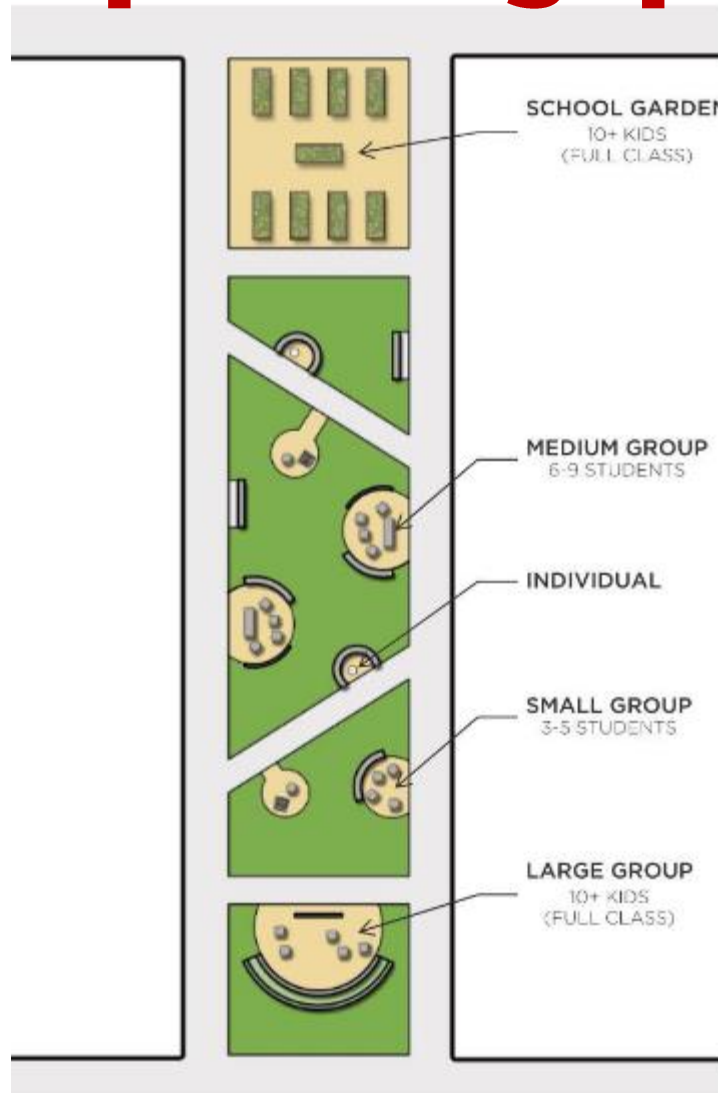 SCHOOL GARDEN
10+ KIDS
(FULL CLASS)
MEDIUM GROUP
6-9 STUDENTS
INDIVIDUAL
SMALL GROUP
3-5 STUDENTS
LARGE GROUP
10+ KIDS
(FULL CLASS)